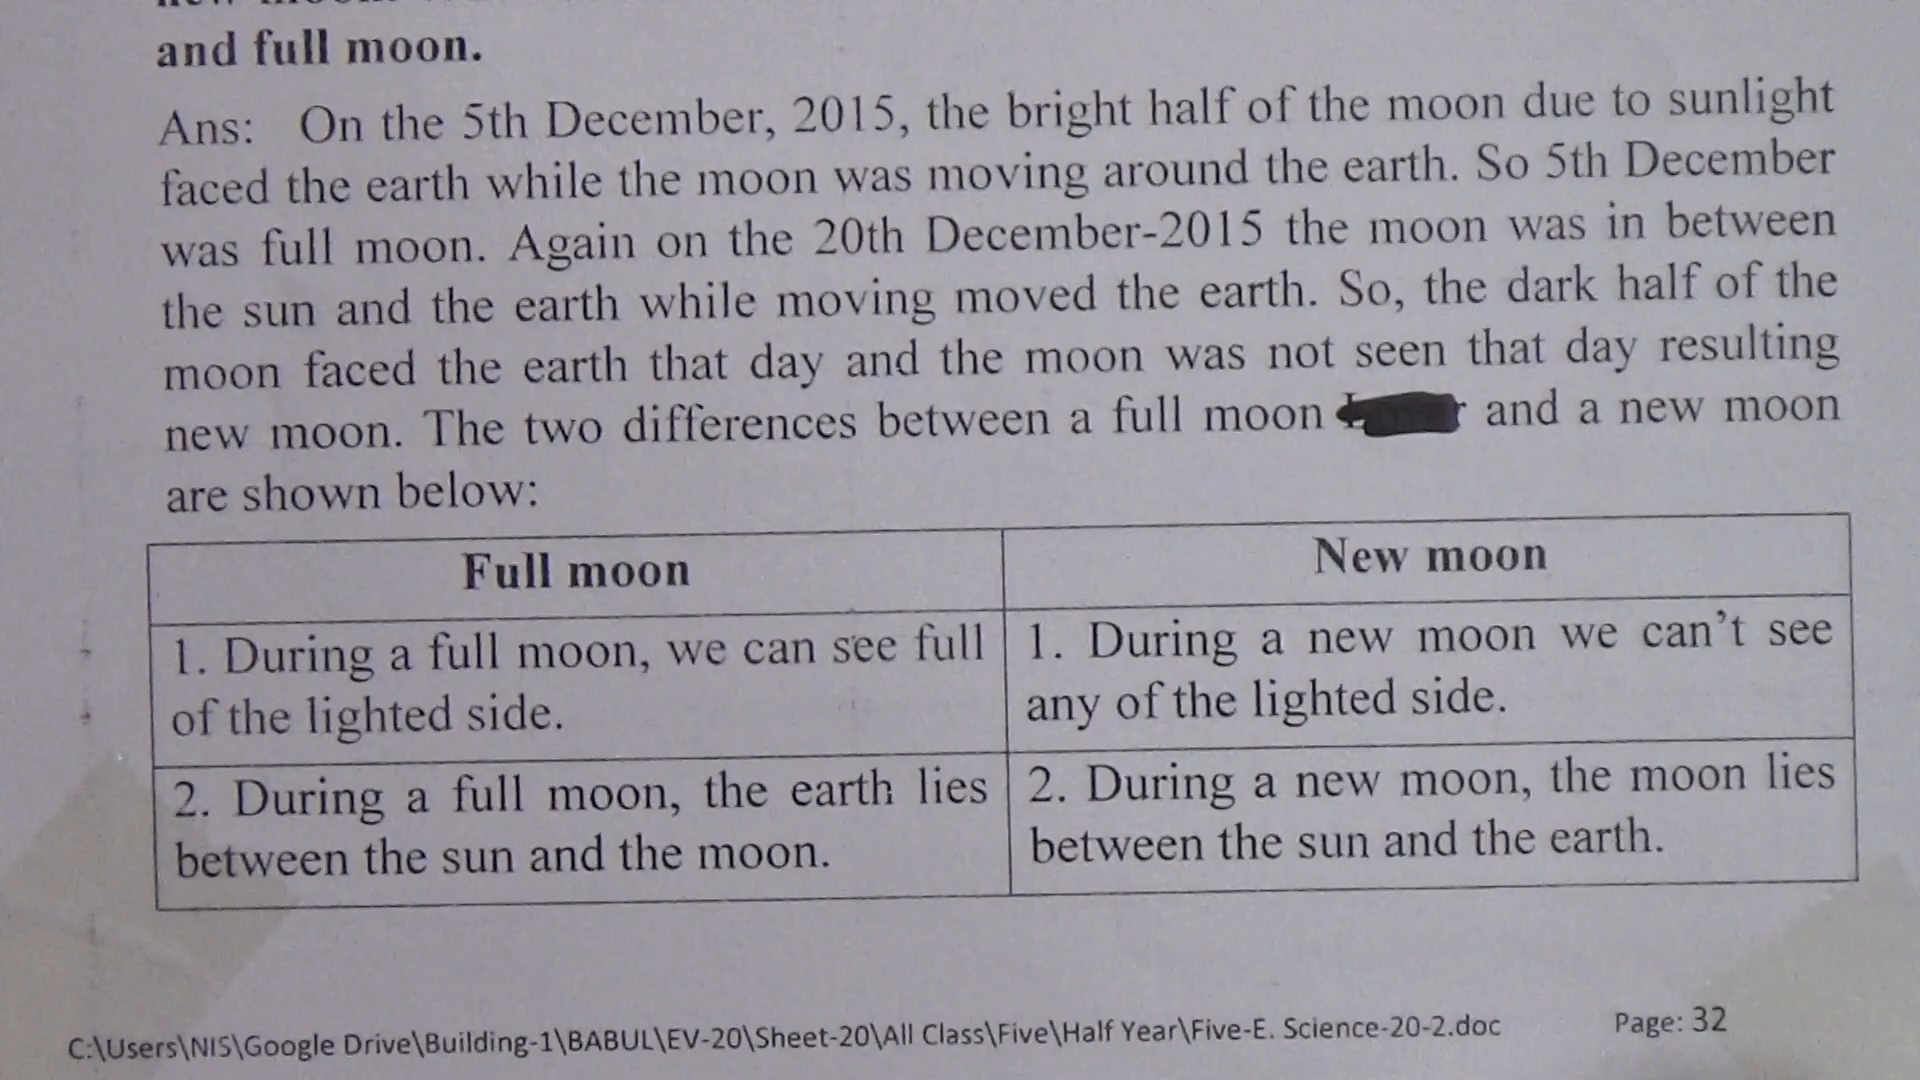 and full moon.
Ans: On the 5th December, 2015, the bright half of the moon due to sunlight
faced the earth while the moon was moving around the earth. So 5th December
was full moon. Again on the 20th December-2015 the moon was in between
the sun and the earth while moving moved the earth. So, the dark half of the
moon faced the earth that day and the moon was not seen that day resulting
new moon. The two differences between a full moon and a new moon
are shown below:
Full moon
New moon
1. During a full moon, we can see full
of the lighted side.
1. During a new moon we can't see
any of the lighted side.
2. During a full moon, the earth lies
between the sun and the moon.
2. During a new moon, the moon lies
between the sun and the earth.
C:\Users\NIS\Google Drive\Building-1\BABUL\EV-20\Sheet-20\All Class\Five\Half Year\Five-E. Science-20-2.doc
Page: 32